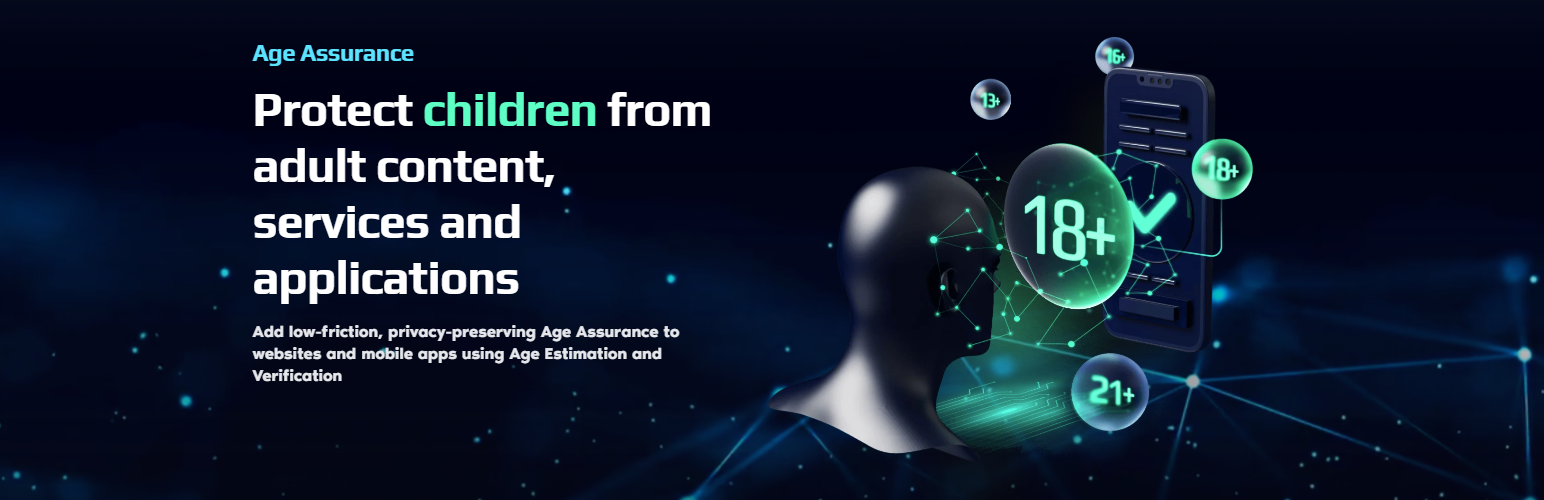 Age Assurance
Protect children from
adult content,
services and
applications
Add low-friction, privacy-preserving Age Assurance to
websites and mobile apps using Age Estimation and
Verification
16+
13+
18+
18+
21+